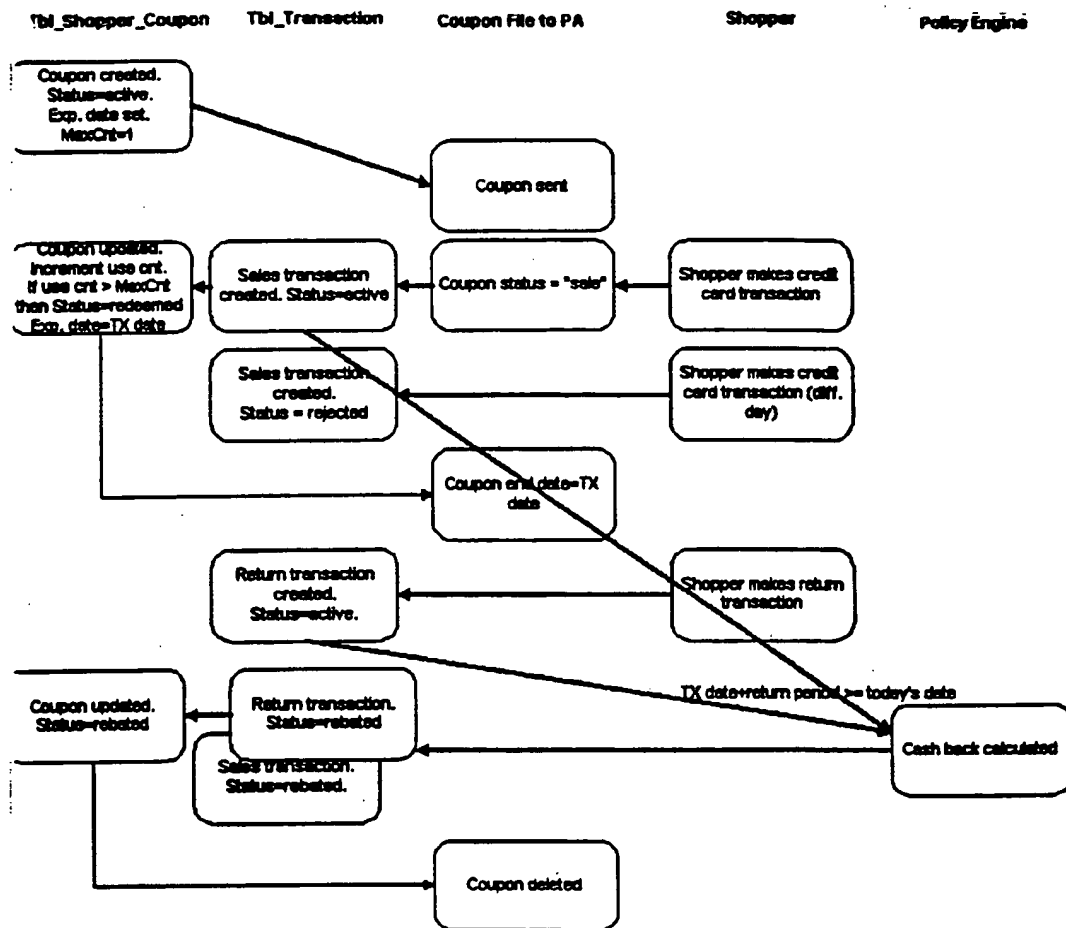 Tbl_Shopper_Coupon
Tbl_Transaction
Coupon File to PA
Shopper
Policy Engine
Coupon created.
Status=active.
Exp. date set.
MaxCnt=1
Coupon sent
Coupon updated.
Increment use cnt.
If use cnt > MaxCnt
then Status=redeemed
Exp. date=TX date
Sales transaction
created. Status=active
Coupon status = "sale"
Shopper makes credit
card transaction
Sales transaction
created.
Status = rejected
Shopper makes credit
card transaction (diff.
day)
Coupon end date=TX
date
Return transaction
created.
Status=active.
Shopper makes return
transaction
TX date+return period >= today's date
Coupon updated.
Status=rebated
Return transaction.
Status=rebated
Sales transaction.
Status=rebated.
Cash back calculated
Coupon deleted